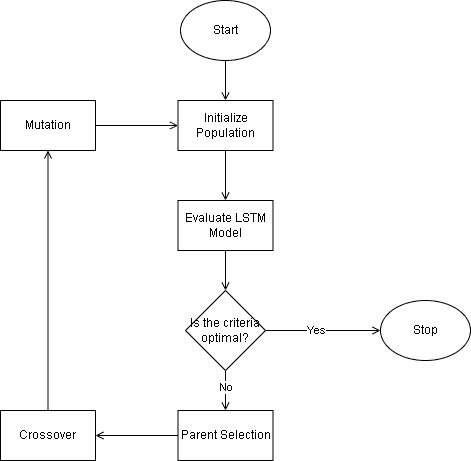 Start
Mutation
Initialize
Population
Evaluate LSTM
Model
Is the criteria
optimal?
Yes
Stop
No
Crossover
Parent Selection